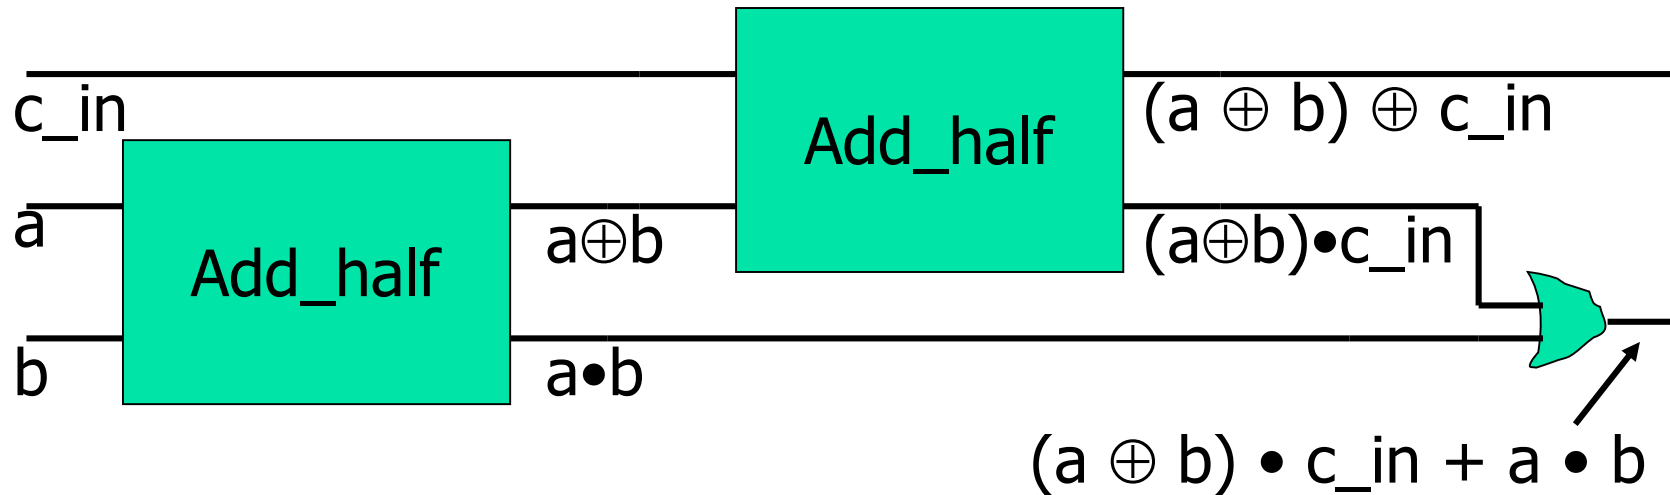 c_in
Add_half
(a ⊕ b) ⊕ c_in
a
Add_half
a⊕b
(a⊕b)•c_in
b
a•b
(a ⊕ b) • c_in + a • b